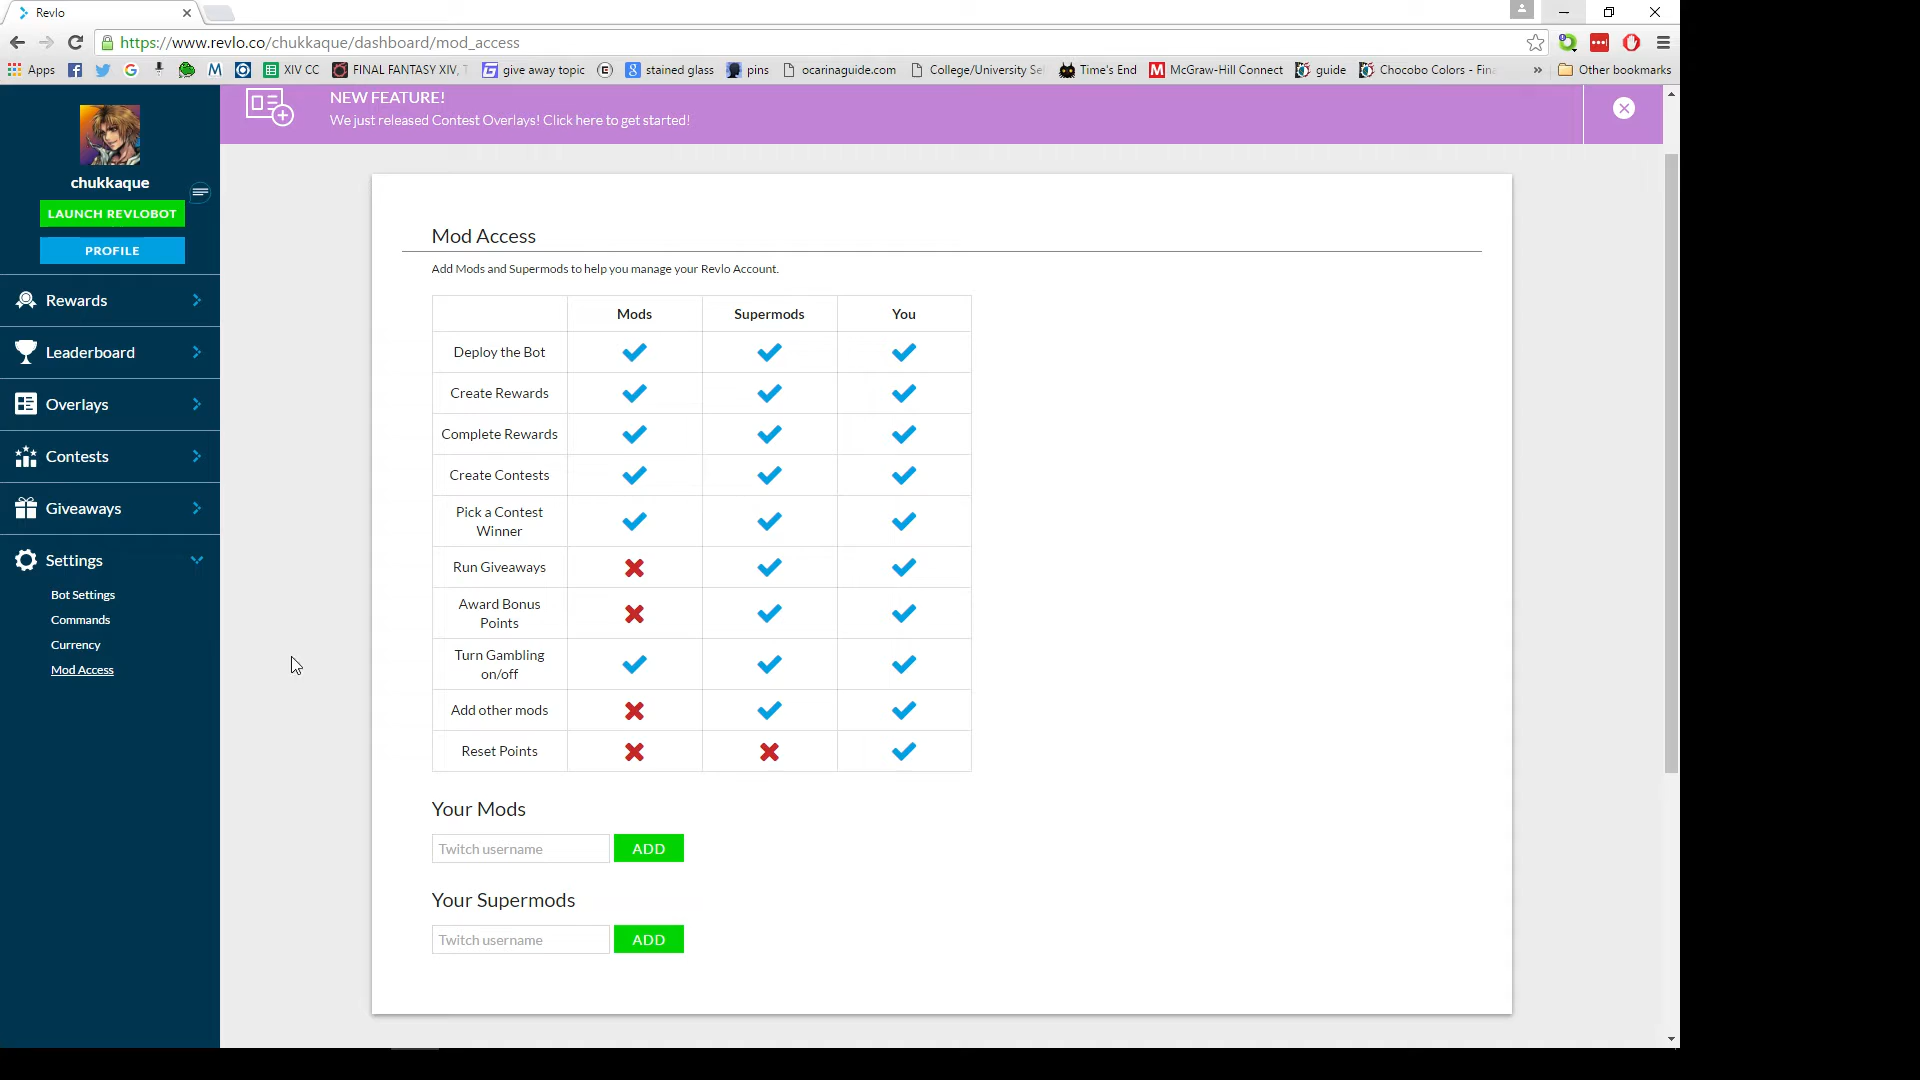 Revlo
https://www.revlo.co/chukkaque/dashboard/mod_access
Apps
XIV CC
FINAL FANTASY XIV,
give away topic
stained glass
pins
ocarinaguide.com
College/University Se
Time's End
McGraw-Hill Connect
guide
Chocobo Colors - Fin
Other bookmarks
NEW FEATURE!
We just released Contest Overlays! Click here to get started!
chukkaque
LAUNCH REVLOBOT
PROFILE
Rewards
Leaderboard
Overlays
Contests
Giveaways
Settings
Bot Settings
Commands
Currency
Mod Access
Mod Access
Add Mods and Supermods to help you manage your Revlo Account.
Mods Supermods You
Deploy the Bot
Create Rewards
Complete Rewards
Create Contests
Pick a Contest
Winner
Run Giveaways
Award Bonus
Points
Turn Gambling
on/off
Add other mods
Reset Points
Your Mods
Twitch username ADD
Your Supermods
Twitch username ADD